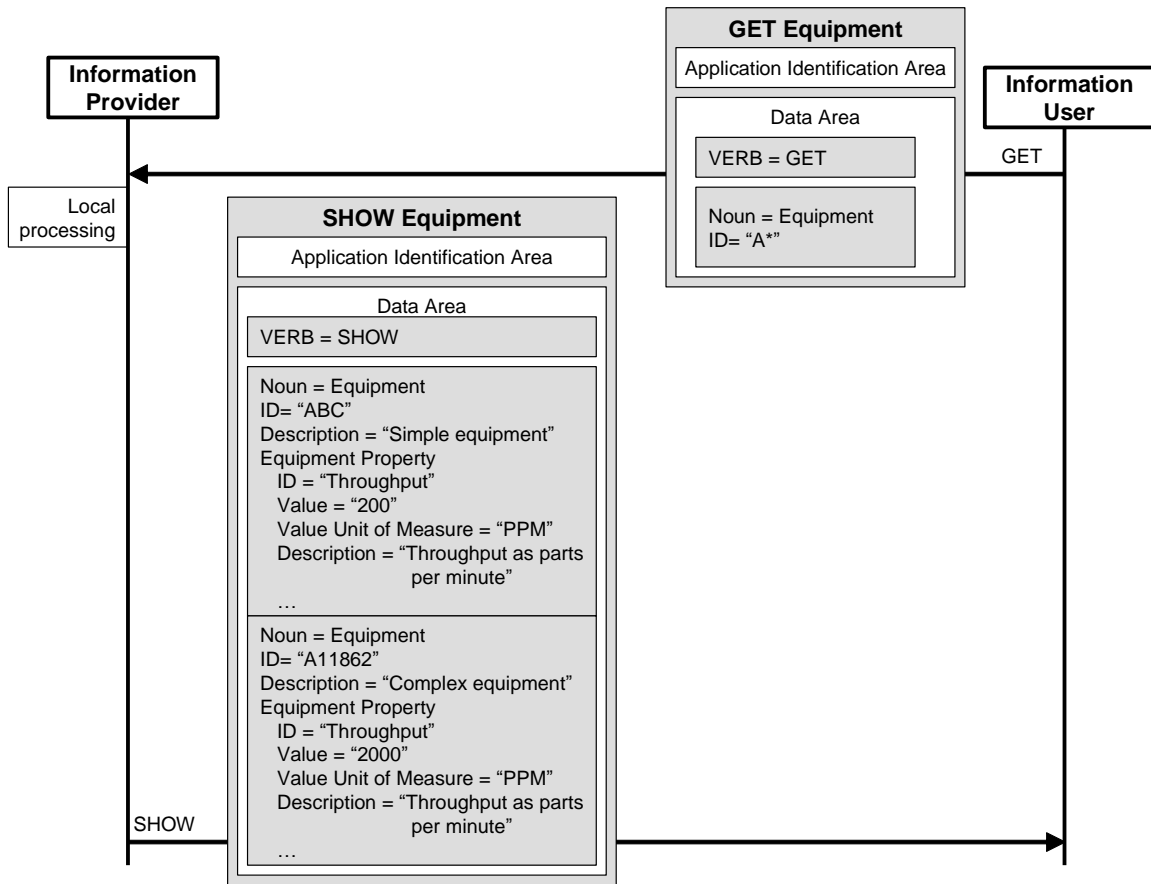 GET Equipment
Application Identification Area
Data Area
VERB = GET
Noun = Equipment
ID= “A*”
Information
Provider
Information
User
GET
Local
processing
SHOW Equipment
Application Identification Area
Data Area
VERB = SHOW
Noun = Equipment
ID= “ABC”
Description = “Simple equipment”
Equipment Property
ID = “Throughput”
Value = “200”
Value Unit of Measure = “PPM”
Description = “Throughput as parts
per minute”
…
Noun = Equipment
ID= “A11862”
Description = “Complex equipment”
Equipment Property
ID = “Throughput”
Value = “2000”
Value Unit of Measure = “PPM”
Description = “Throughput as parts
per minute”
…
SHOW